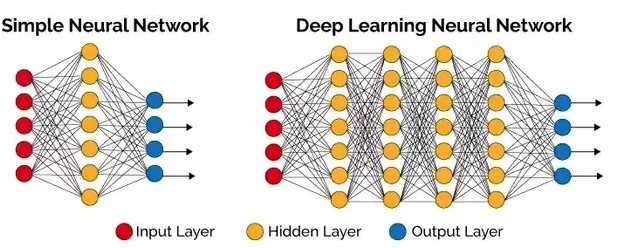 Simple Neural Network
Deep Learning Neural Network
Input Layer
Hidden Layer
Output Layer